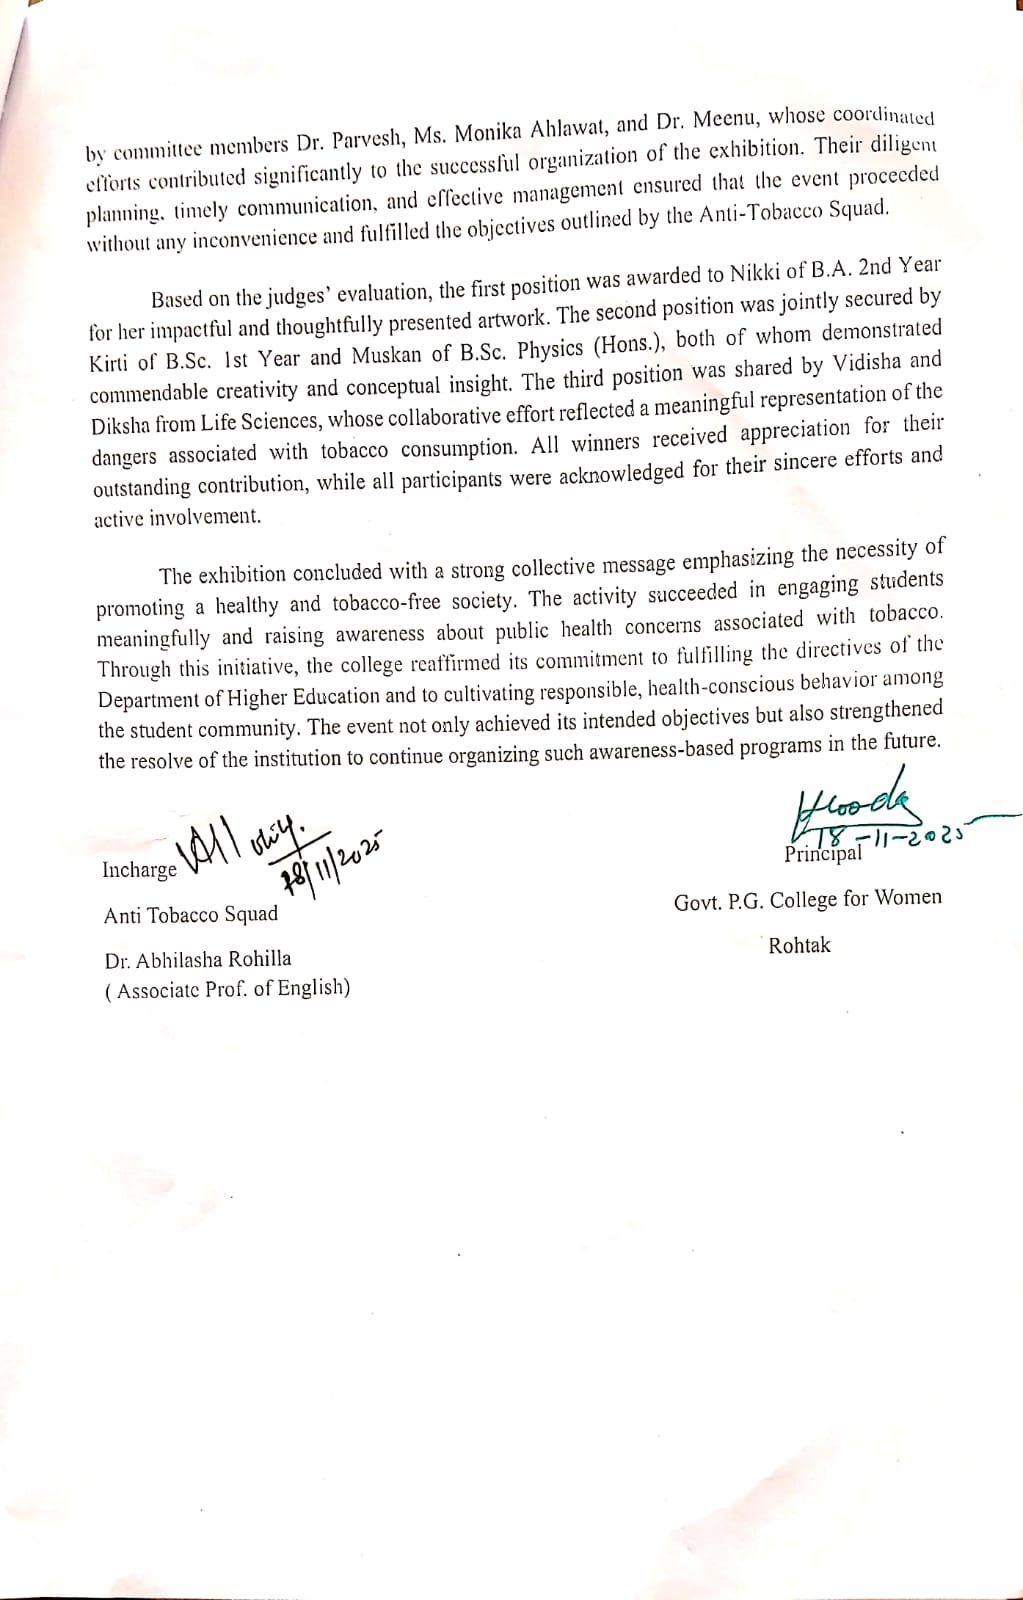 by committee members Dr. Parvesh, Ms. Monika Ahlawat, and Dr. Meenu, whose coordinated
efforts contributed significantly to the successful organization of the exhibition. Their diligent
planning, timely communication, and effective management ensured that the event proceeded
without any inconvenience and fulfilled the objectives outlined by the Anti-Tobacco Squad.
Based on the judges’ evaluation, the first position was awarded to Nikki of B.A. 2nd Year
for her impactful and thoughtfully presented artwork. The second position was jointly secured by
Kirti of B.Sc. 1st Year and Muskan of B.Sc. Physics (Hons.), both of whom demonstrated
commendable creativity and conceptual insight. The third position was shared by Vidisha and
Diksha from Life Sciences, whose collaborative effort reflected a meaningful representation of the
dangers associated with tobacco consumption. All winners received appreciation for their
outstanding contribution, while all participants were acknowledged for their sincere efforts and
active involvement.
The exhibition concluded with a strong collective message emphasizing the necessity of
promoting a healthy and tobacco-free society. The activity succeeded in engaging students
meaningfully and raising awareness about public health concerns associated with tobacco.
Through this initiative, the college reaffirmed its commitment to fulfilling the directives of the
Department of Higher Education and to cultivating responsible, health-conscious behavior among
the student community. The event not only achieved its intended objectives but also strengthened
the resolve of the institution to continue organizing such awareness-based programs in the future.
Incharge
18/11/2025
Anti Tobacco Squad
Dr. Abhilasha Rohilla
( Associate Prof. of English)
18-11-2025
Principal
Govt. P.G. College for Women
Rohtak